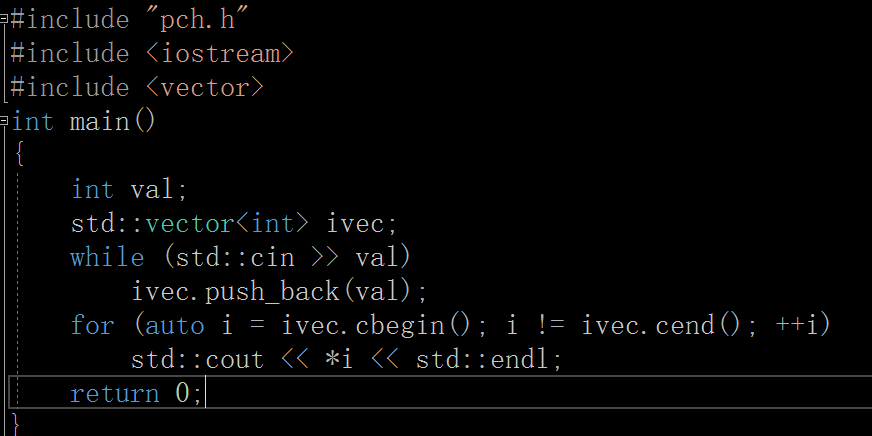 #include "pch.h"
#include <iostream>
#include <vector>
int main()
{
    int val;
    std::vector<int> ivec;
    while (std::cin >> val)
        ivec.push_back(val);
    for (auto i = ivec.cbegin(); i != ivec.cend(); ++i)
        std::cout << *i << std::endl;
    return 0;
}